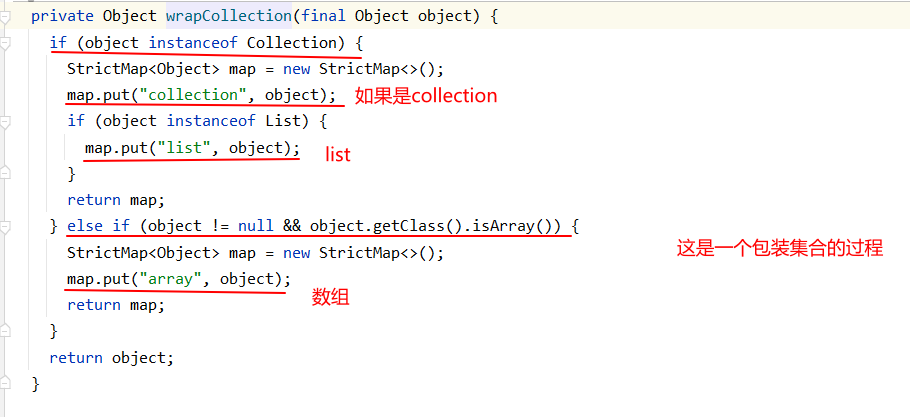 private Object wrapCollection(final Object object) {
if (object instanceof Collection) {
StrictMap<Object> map = new StrictMap<>();
map.put("collection", object); 如果是collection
if (object instanceof List) {
map.put("list", object); list
}
return map;
} else if (object != null && object.getClass().isArray()) {
这是一个包装集合的过程
StrictMap<Object> map = new StrictMap<>();
map.put("array", object); 数组
return map;
}
return object;
}